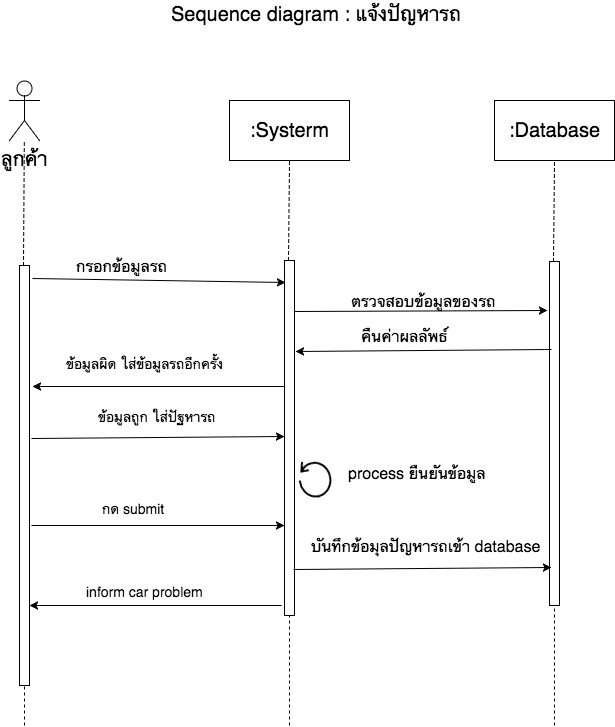 Sequence diagram : แจ้งปัญหารถ
ลูกค้า
:Systerm
:Database
กรอกข้อมูลรถ
ตรวจสอบข้อมูลของรถ
คืนค่าผลลัพธ์
ข้อมูลผิด ใส่ข้อมูลรถอีกครั้ง
ข้อมูลถูก ใส่ปัฐหารถ
process ยืนยันข้อมูล
กด submit
บันทึกข้อมุลปัญหารถเข้า database
inform car problem